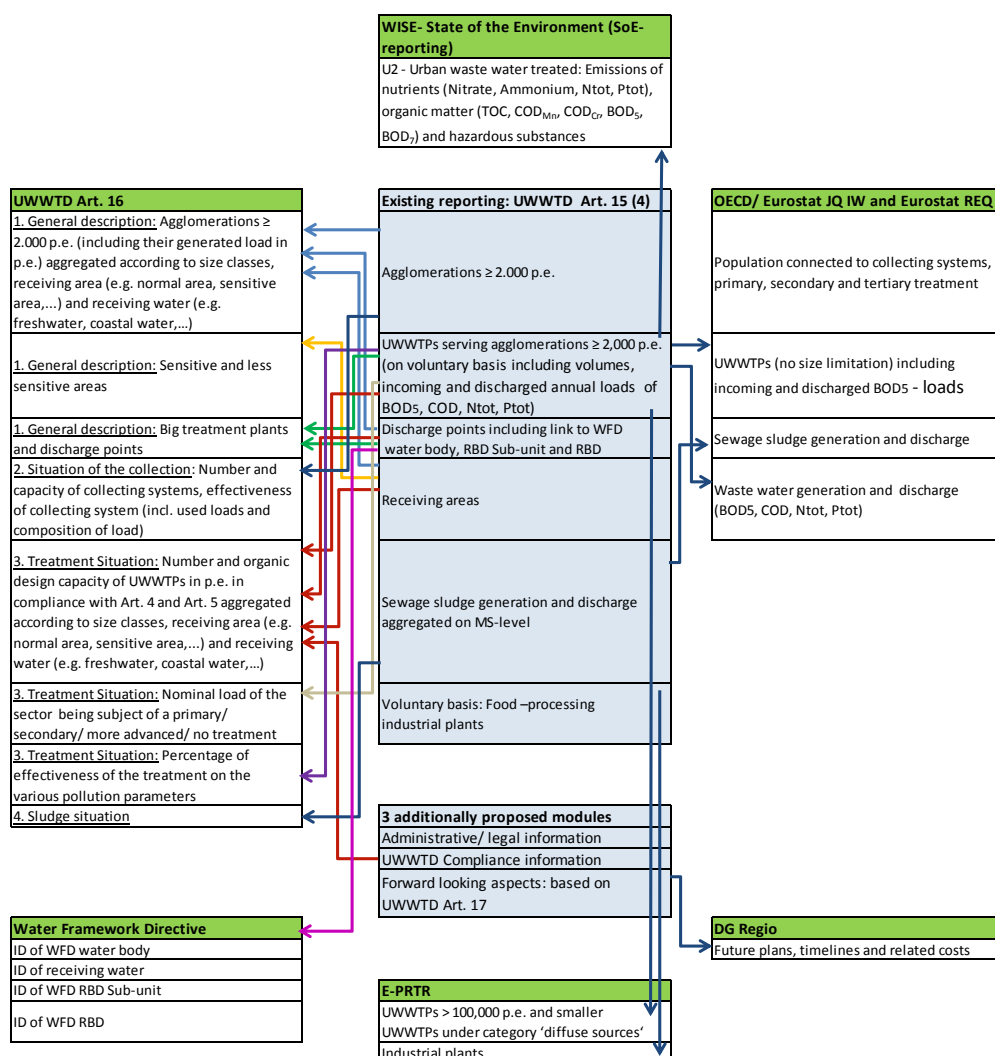 WISE- State of the Environment (SoE-
reporting)
U2 - Urban waste water treated: Emissions of
nutrients (Nitrate, Ammonium, Ntot, Ptot),
organic matter (TOC, CODMn, CODCr, BOD5,
BOD7) and hazardous substances
UWWTD Art. 16
1. General description: Agglomerations ≥
2.000 p.e. (including their generated load in
p.e.) aggregated according to size classes,
receiving area (e.g. normal area, sensitive
area,...) and receiving water (e.g.
freshwater, coastal water,…)
1. General description: Sensitive and less
sensitive areas
1. General description: Big treatment plants
and discharge points
2. Situation of the collection: Number and
capacity of collecting systems, effectiveness
of collecting system (incl. used loads and
composition of load)
3. Treatment Situation: Number and organic
design capacity of UWWTPs in p.e. in
compliance with Art. 4 and Art. 5 aggregated
according to size classes, receiving area (e.g.
normal area, sensitive area,...) and receiving
water (e.g. freshwater, coastal water,…)
3. Treatment Situation: Nominal load of the
sector being subject of a primary/
secondary/ more advanced/ no treatment
3. Treatment Situation: Percentage of
effectiveness of the treatment on the
various pollution parameters
4. Sludge situation
Existing reporting: UWWTD Art. 15 (4)
Agglomerations ≥ 2.000 p.e.
UWWTPs serving agglomerations ≥ 2,000 p.e.
(on voluntary basis including volumes,
incoming and discharged annual loads of
BOD5, COD, Ntot, Ptot)
Discharge points including link to WFD
water body, RBD Sub-unit and RBD
Receiving areas
Sewage sludge generation and discharge
aggregated on MS-level
Voluntary basis: Food –processing
industrial plants
OECD/ Eurostat JQ IW and Eurostat REQ
Population connected to collecting systems,
primary, secondary and tertiary treatment
UWWTPs (no size limitation) including
incoming and discharged BOD5 - loads
Sewage sludge generation and discharge
Waste water generation and discharge
(BOD5, COD, Ntot, Ptot)
3 additionally proposed modules
Administrative/ legal information
UWWTD Compliance information
Forward looking aspects: based on
UWWTD Art. 17
Water Framework Directive
ID of WFD water body
ID of receiving water
ID of WFD RBD Sub-unit
ID of WFD RBD
DG Regio
Future plans, timelines and related costs
E-PRTR
UWWTPs > 100,000 p.e. and smaller
UWWTPs under category ‘diffuse sources‘
Industrial plants